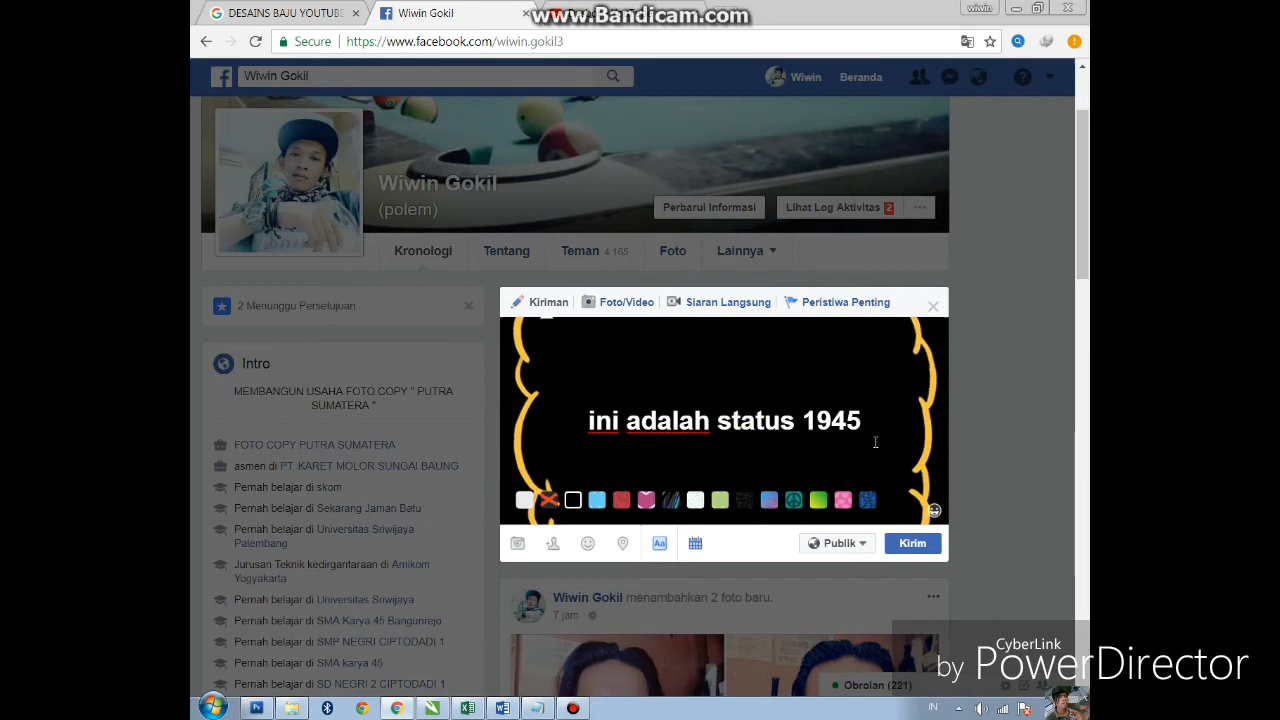 www.Bandicam.com
DESAINS BAJU YOUTUBE
Wiwin Gokil
wiwin
Secure
https://www.facebook.com/wiwin.gokil3
Wiwin Gokil
Wiwin
Beranda
Wiwin Gokil
(polem)
Perbarui Informasi
Lihat Log Aktivitas 2
Kronologi
Tentang
Teman 4.165
Foto
Lainnya
2 Menunggu Persetujuan
Kiriman
Foto/Video
Siaran Langsung
Peristiwa Penting
Intro
MEMBANGUN USAHA FOTO COPY " PUTRA
SUMATERA "
FOTO COPY PUTRA SUMATERA
asmen di PT. KARET MOLOR SUNGAI BAUNG
Pernah belajar di skom
Pernah belajar di Sekarang Jaman Batu
Pernah belajar di Universitas Sriwijaya
Palembang
Jurusan Teknik kedirgantaraan di Amikom
Yogyakarta
Pernah belajar di Universitas Sriwijaya
Pernah belajar di SMA Karya 45 Bangunrejo
Pernah belajar di SMP NEGRI CIPTODADI 1
Pernah belajar di SMA karya 45
Pernah belajar di SD NEGRI 2 CIPTODADI 1
ini adalah status 1945
Aa
Publik
Kirim
Wiwin Gokil menambahkan 2 foto baru.
7 jam
Obrolan (221)
CyberLink
by PowerDirector
IN